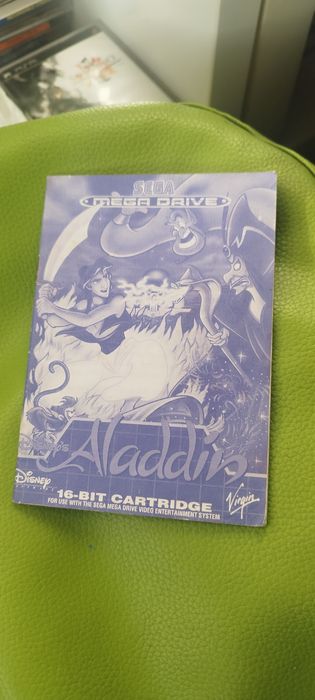 SEGA
MEGA DRIVE
Disney's
Aladdin
Disney
16-BIT CARTRIDGE
FOR USE WITH THE SEGA MEGA DRIVE VIDEO ENTERTAINMENT SYSTEM
Virgin